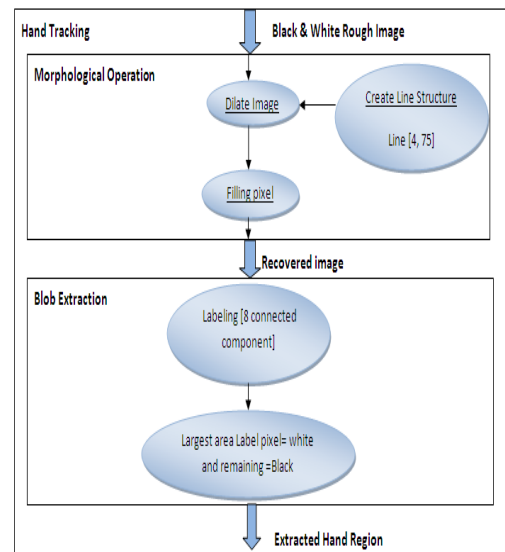 Hand Tracking
Black & White Rough Image
Morphological Operation
Dilate Image
Create Line Structure
Line [4, 75]
Filling pixel
Recovered image
Blob Extraction
Labeling [8 connected
component]
Largest area Label pixel= white
and remaining =Black
Extracted Hand Region